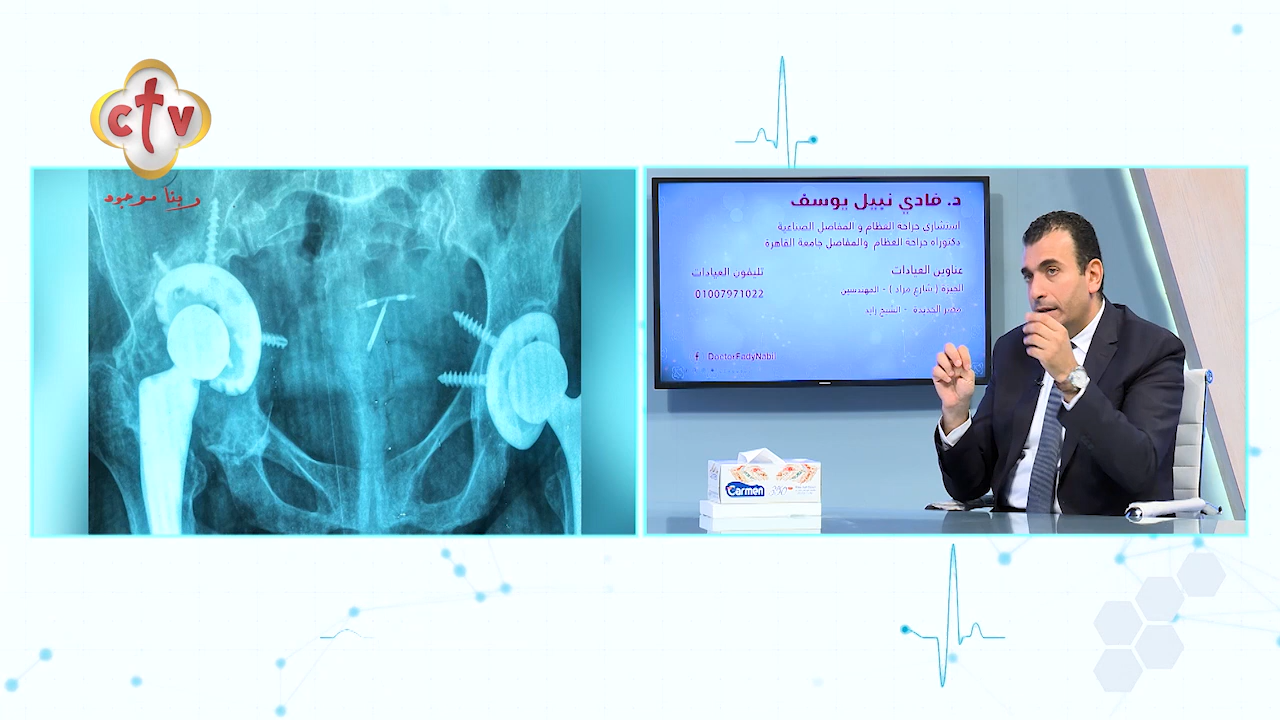 ctv
ربنا موجود
د. فادي نبيل يوسف
استشاري جراحة العظام و المفاصل الصناعية
دكتوراه جراحة العظام والمفاصل جامعة القاهرة
عناوين العيادات
تليفون العيادات
الجيزة ( شارع مراد ) - المهندسين
01007971022
مصر الجديدة - الشيخ زايد
f DoctorFadyNabil
Carmen
350